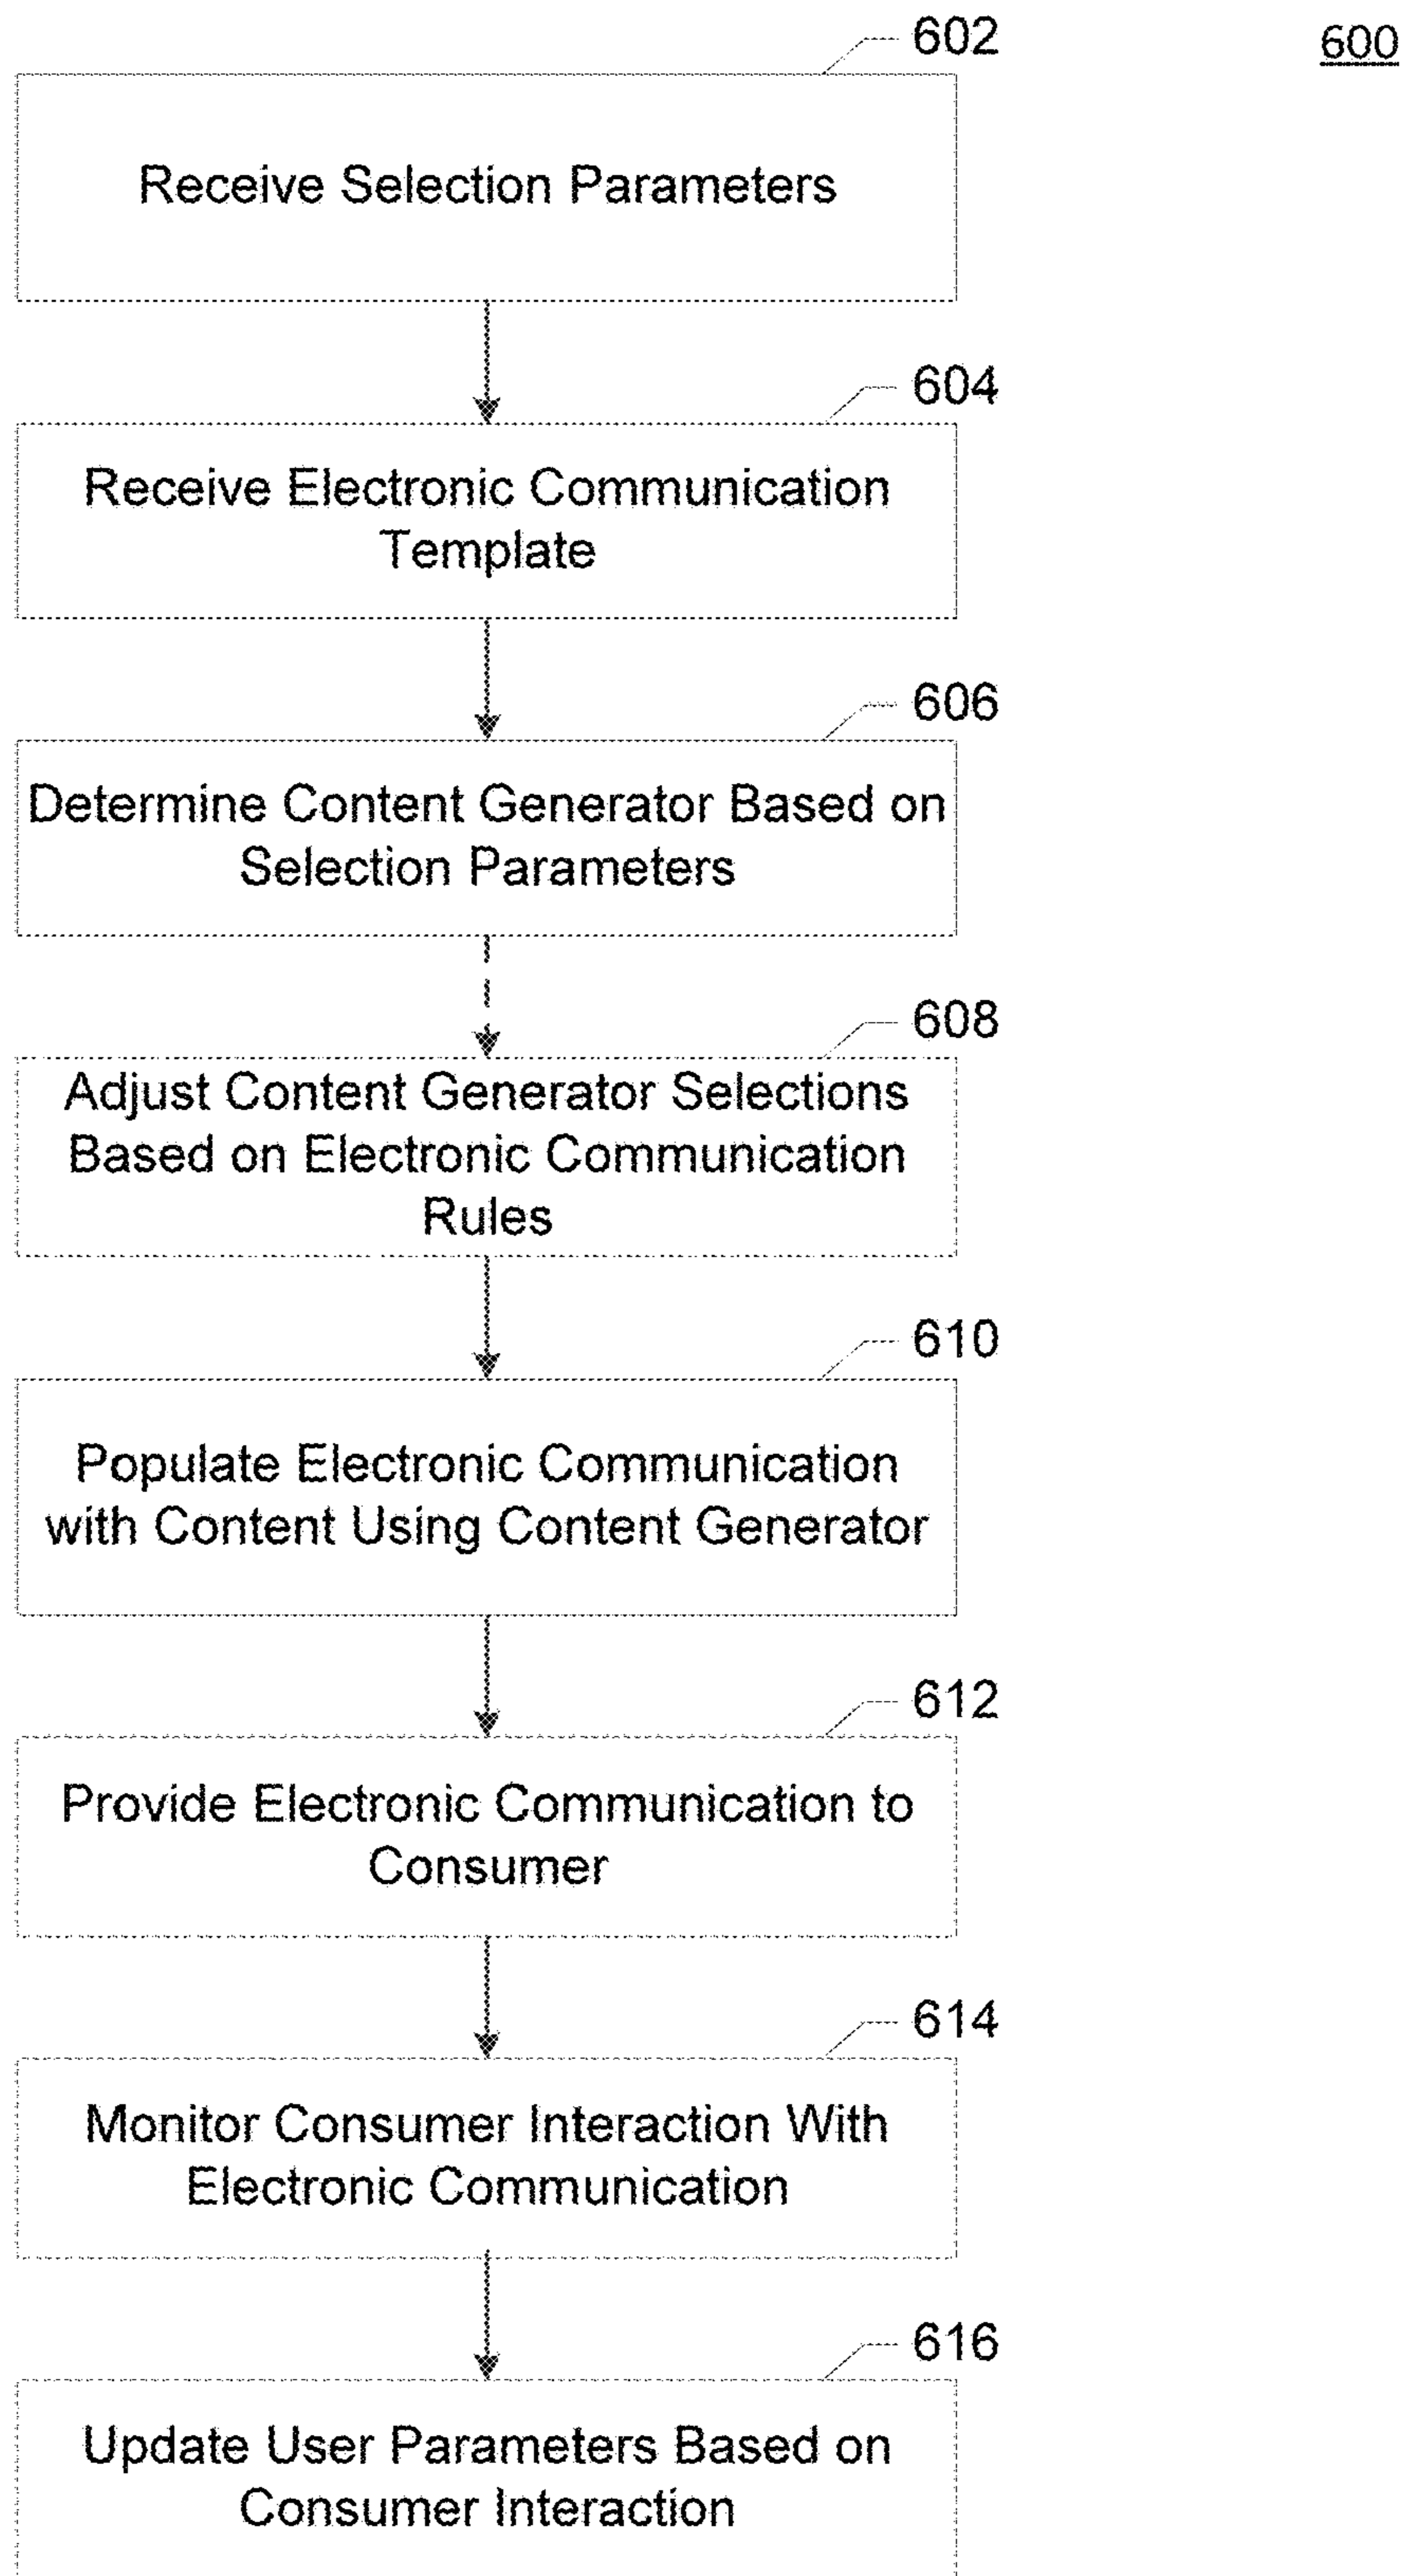 602
600
Receive Selection Parameters
604
Receive Electronic Communication
Template
606
Determine Content Generator Based on
Selection Parameters
608
Adjust Content Generator Selections
Based on Electronic Communication
Rules
610
Populate Electronic Communication
with Content Using Content Generator
612
Provide Electronic Communication to
Consumer
614
Monitor Consumer Interaction With
Electronic Communication
616
Update User Parameters Based on
Consumer Interaction